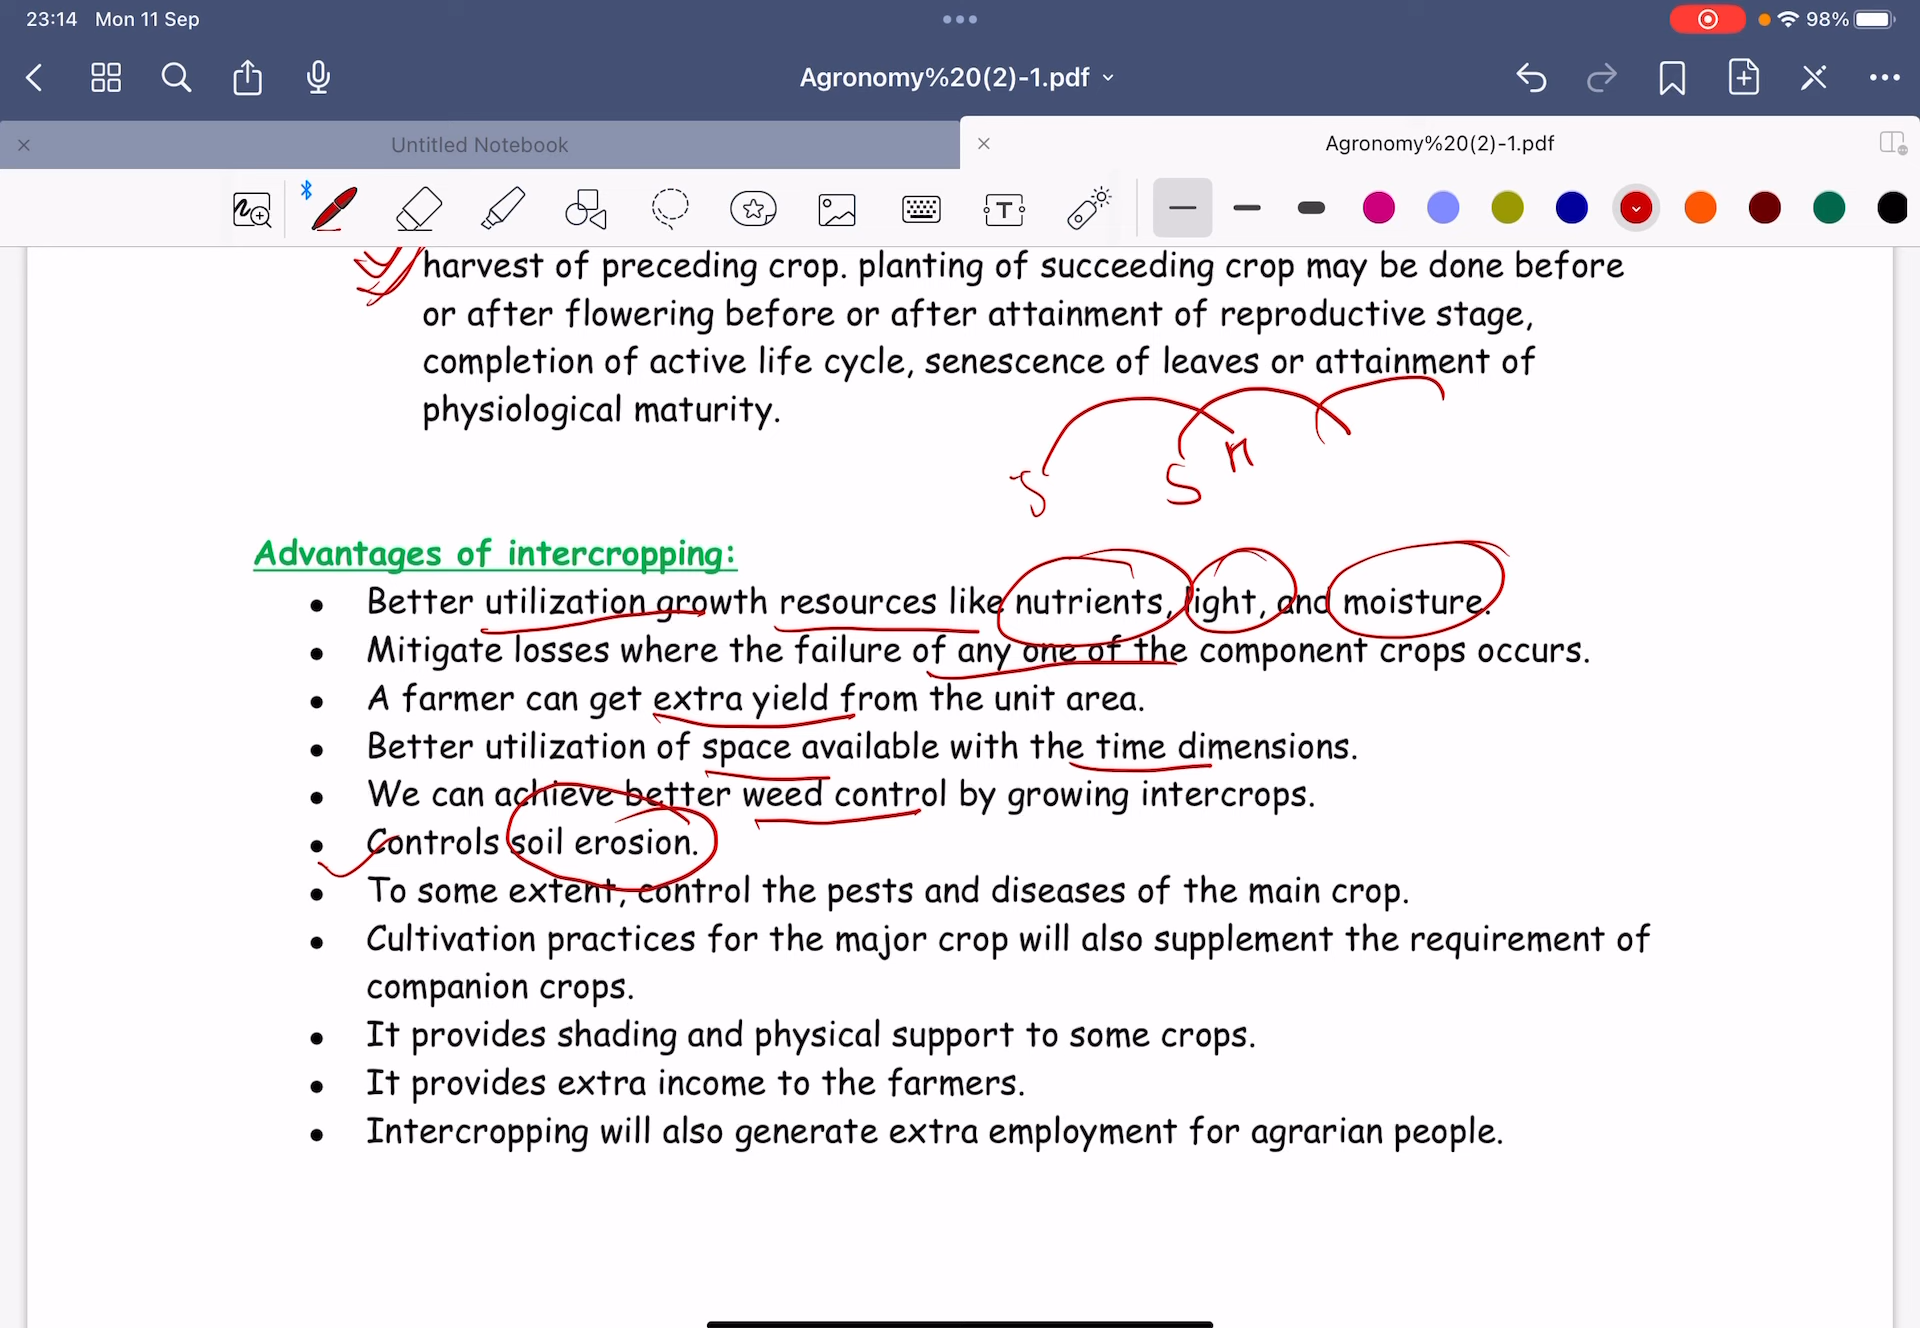 23:14 Mon 11 Sep
98%
Agronomy%20(2)-1.pdf
Untitled Notebook
Agronomy%20(2)-1.pdf
T
harvest of preceding crop. planting of succeeding crop may be done before
or after flowering before or after attainment of reproductive stage,
completion of active life cycle, senescence of leaves or attainment of
physiological maturity.
S S
Advantages of intercropping:
• Better utilization growth resources like nutrients, light, and moisture.
• Mitigate losses where the failure of any one of the component crops occurs.
• A farmer can get extra yield from the unit area.
• Better utilization of space available with the time dimensions.
• We can achieve better weed control by growing intercrops.
• Controls soil erosion.
• To some extent, control the pests and diseases of the main crop.
• Cultivation practices for the major crop will also supplement the requirement of
companion crops.
• It provides shading and physical support to some crops.
• It provides extra income to the farmers.
• Intercropping will also generate extra employment for agrarian people.